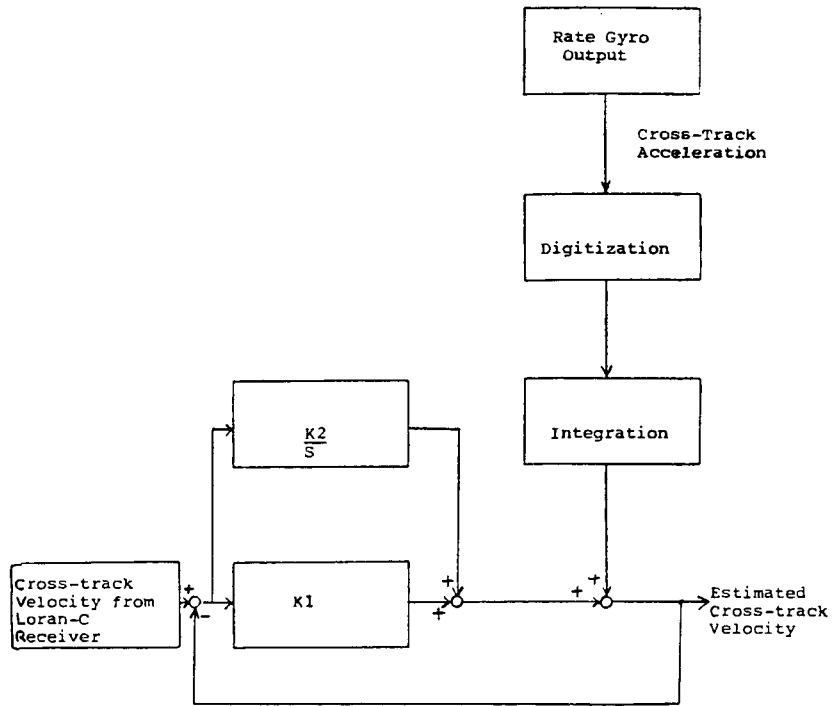 Rate Gyro
Output
Cross-Track
Acceleration
Digitization
Integration
K2
S
K1
Cross-track
Velocity from
Loran-C
Receiver
+
-
+
+
+
+
Estimated
Cross-track
Velocity